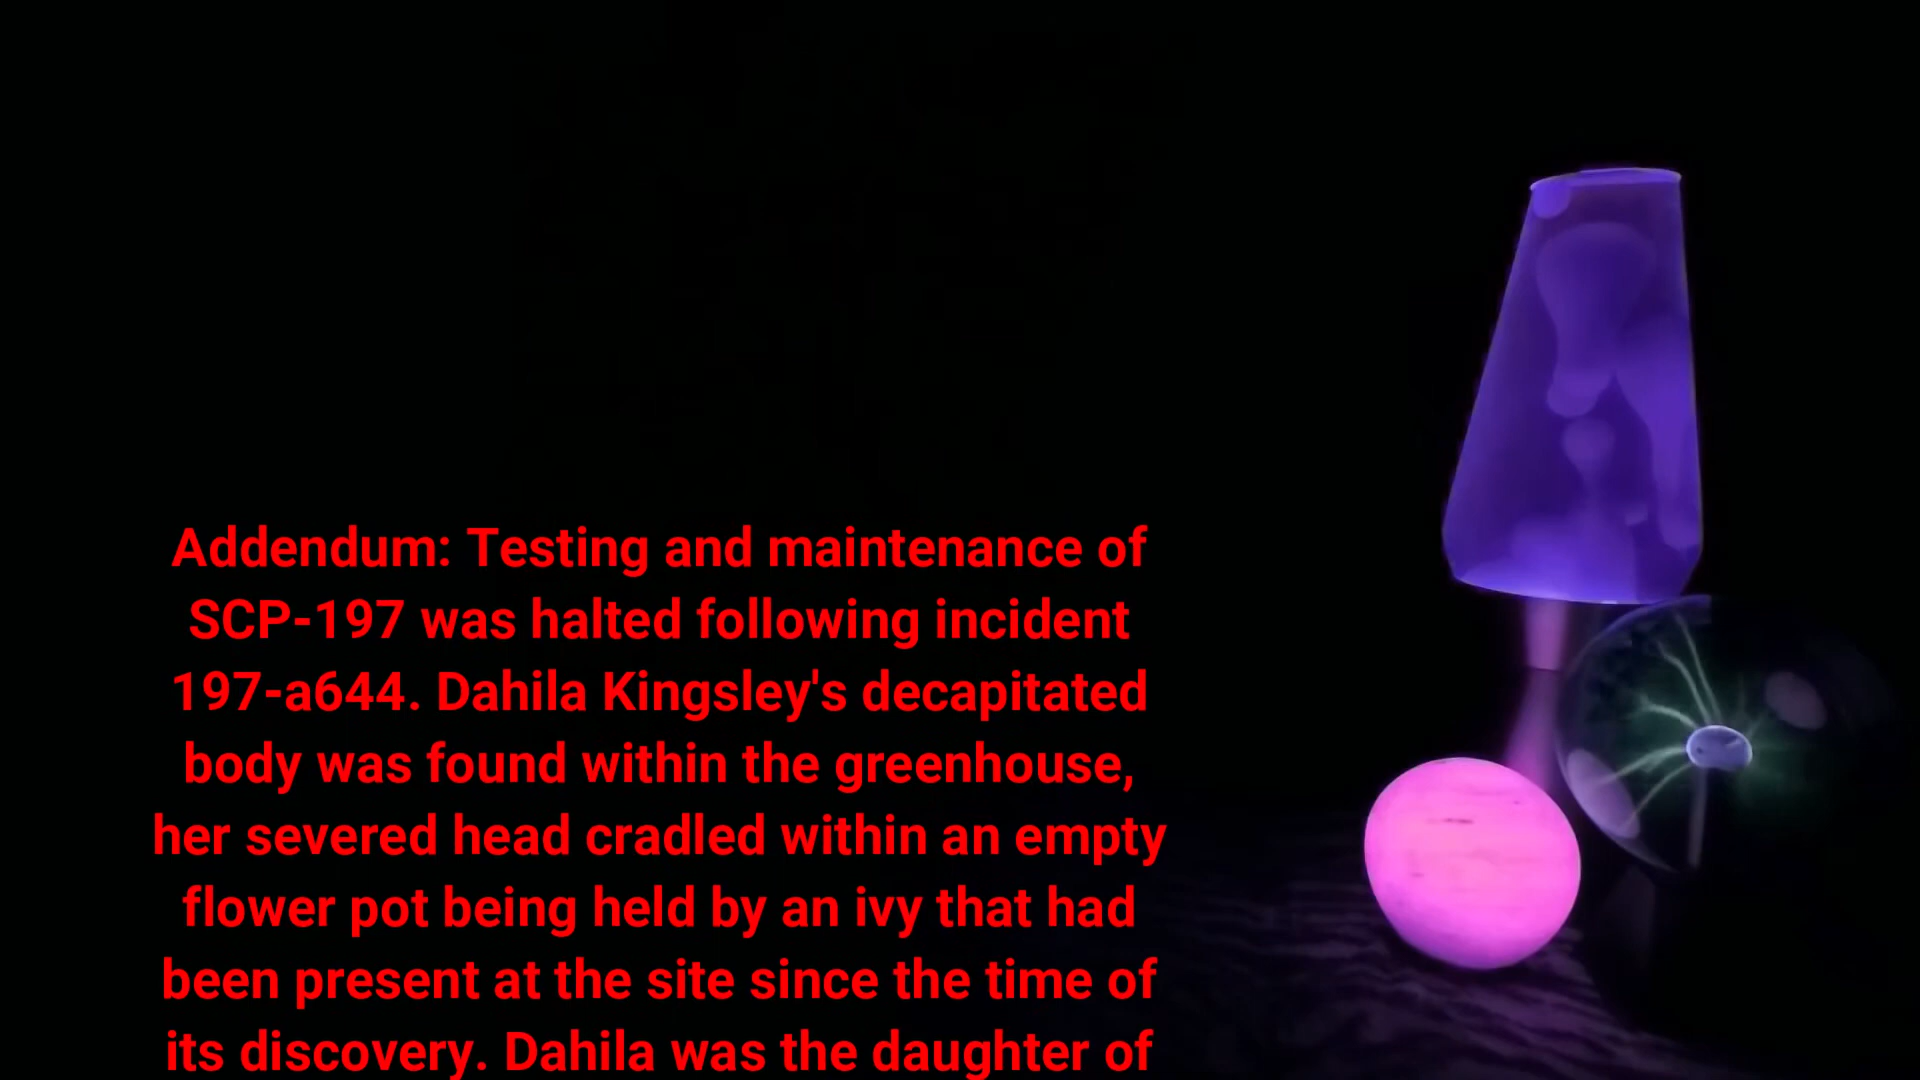 Addendum: Testing and maintenance of
SCP-197 was halted following incident
197-a644. Dahila Kingsley's decapitated
body was found within the greenhouse,
her severed head cradled within an empty
flower pot being held by an ivy that had
been present at the site since the time of
its discovery. Dahila was the daughter of